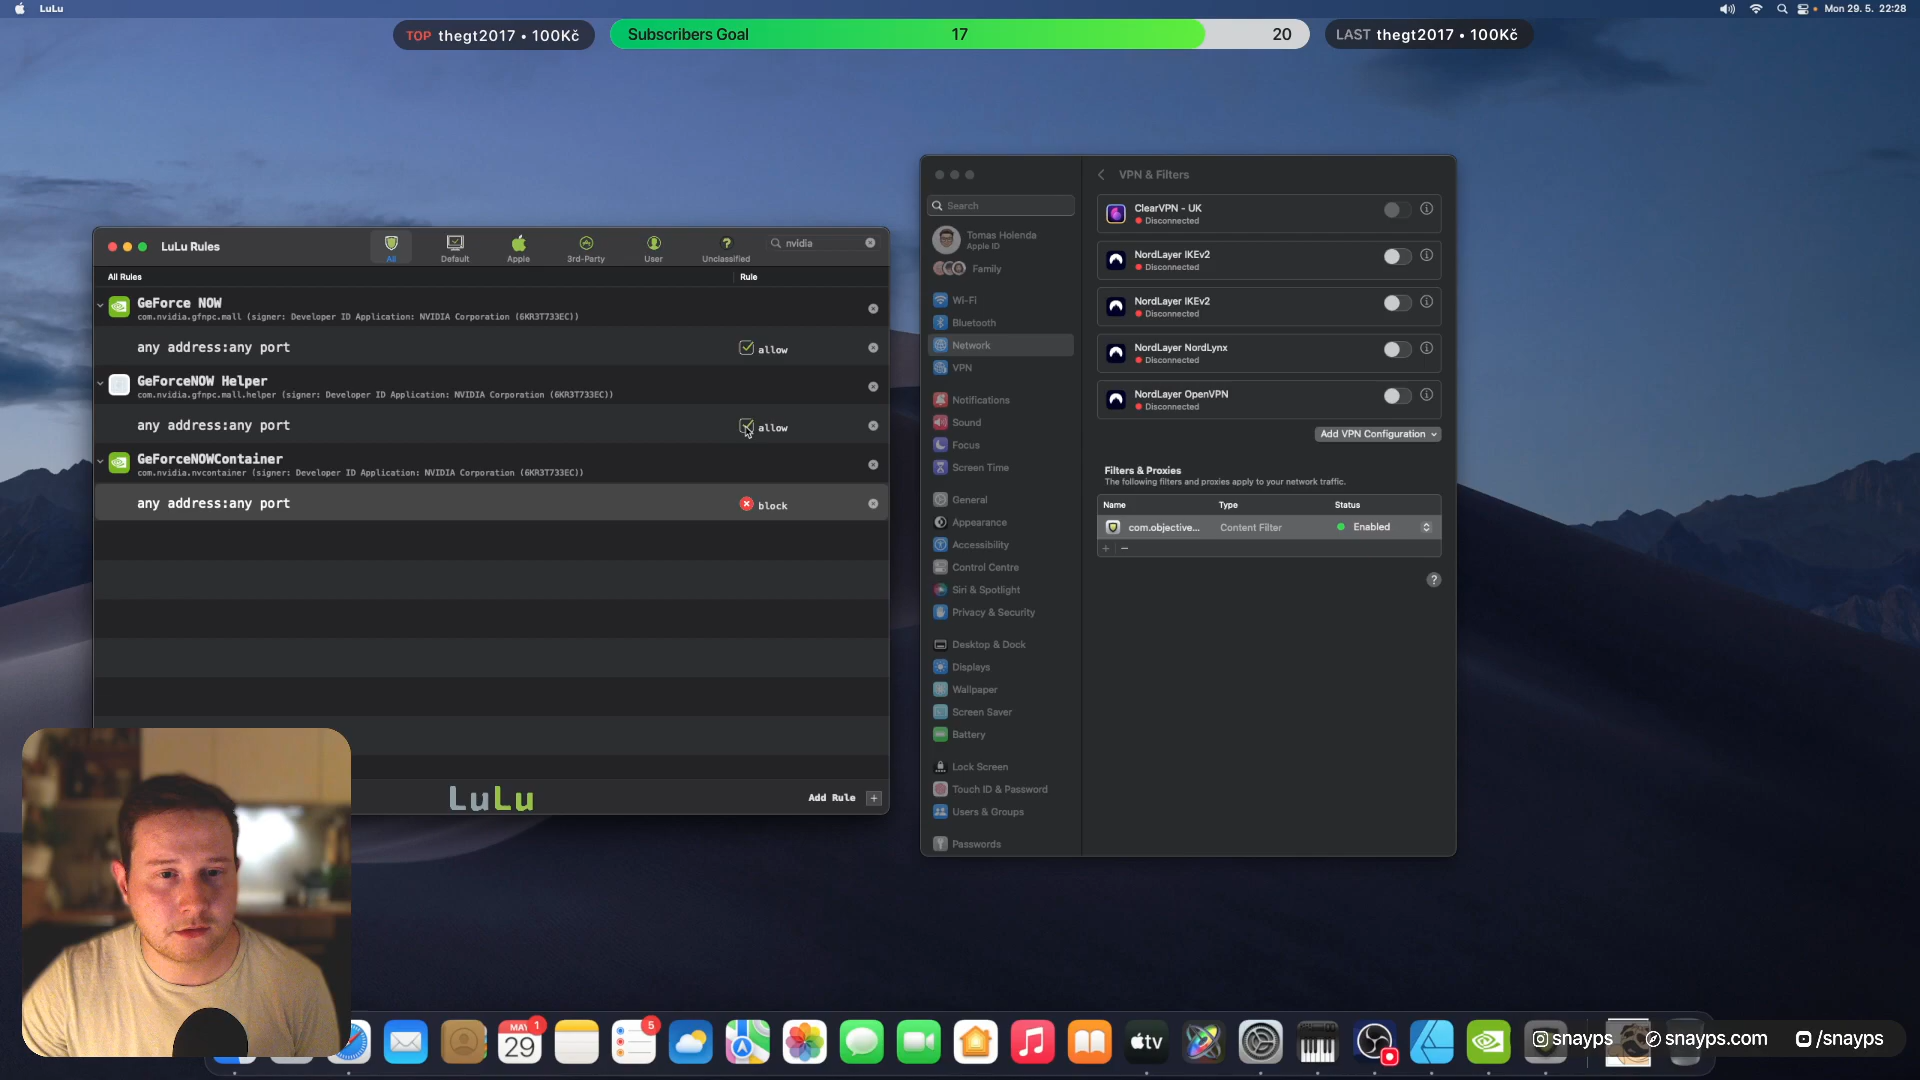 LuLu
Mon 29. 5. 22:28
TOP thegt2017 • 100Kč
Subscribers Goal 17 20
LAST thegt2017 • 100Kč
LuLu Rules
All
Default
Apple
3rd-Party
User
Unclassified
nvidia
All Rules
Rule
GeForce NOW
com.nvidia.gfnpc.mall (signer: Developer ID Application: NVIDIA Corporation (6KR3T733EC))
any address:any port
allow
GeForceNOW Helper
com.nvidia.gfnpc.mall.helper (signer: Developer ID Application: NVIDIA Corporation (6KR3T733EC))
any address:any port
allow
GeForceNOWContainer
com.nvidia.nvcontainer (signer: Developer ID Application: NVIDIA Corporation (6KR3T733EC))
any address:any port
block
LuLu
Add Rule
Search
Tomas Holenda
Apple ID
Family
Wi-Fi
Bluetooth
Network
VPN
Notifications
Sound
Focus
Screen Time
General
Appearance
Accessibility
Control Centre
Siri & Spotlight
Privacy & Security
Desktop & Dock
Displays
Wallpaper
Screen Saver
Battery
Lock Screen
Touch ID & Password
Users & Groups
Passwords
VPN & Filters
ClearVPN - UK
Disconnected
NordLayer IKEv2
Disconnected
NordLayer IKEv2
Disconnected
NordLayer NordLynx
Disconnected
NordLayer OpenVPN
Disconnected
Add VPN Configuration
Filters & Proxies
The following filters and proxies apply to your network traffic.
Name Type Status
com.objective... Content Filter Enabled
?
MAY
29
1
5
tv
snayps
snayps.com
/snayps